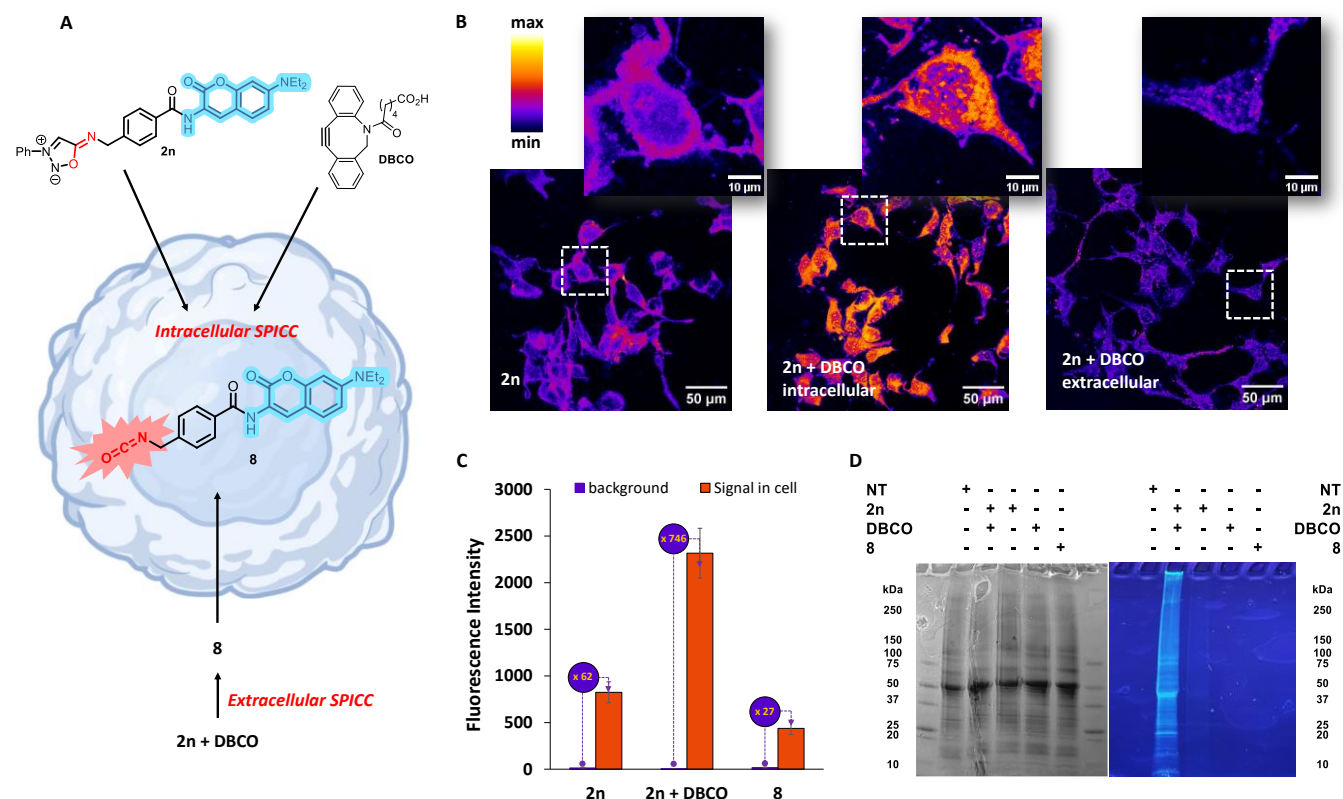 A
O
O
NEt2
O
N
H
N
2n
+
N
Ph
N
O
⊖
CO2H
4
N
O
DBCO
Intracellular SPICC
O
O
NEt2
O
N
H
O=C=N
8
8
Extracellular SPICC
2n + DBCO
B
max
min
10 µm
10 µm
10 µm
2n
50 µm
2n + DBCO
intracellular
50 µm
2n + DBCO
extracellular
50 µm
C
background
Signal in cell
Fluorescence Intensity
3000
2500
2000
1500
1000
500
0
x 62
x 746
x 27
2n
2n + DBCO
8
D
NT + - - - -
2n - + + - -
DBCO - + - + -
8 - - - - +
+ - - - - NT
- + + - - 2n
- + - + - DBCO
- - - - + 8
kDa
250
150
100
75
50
37
25
20
10
kDa
250
150
100
75
50
37
25
20
10